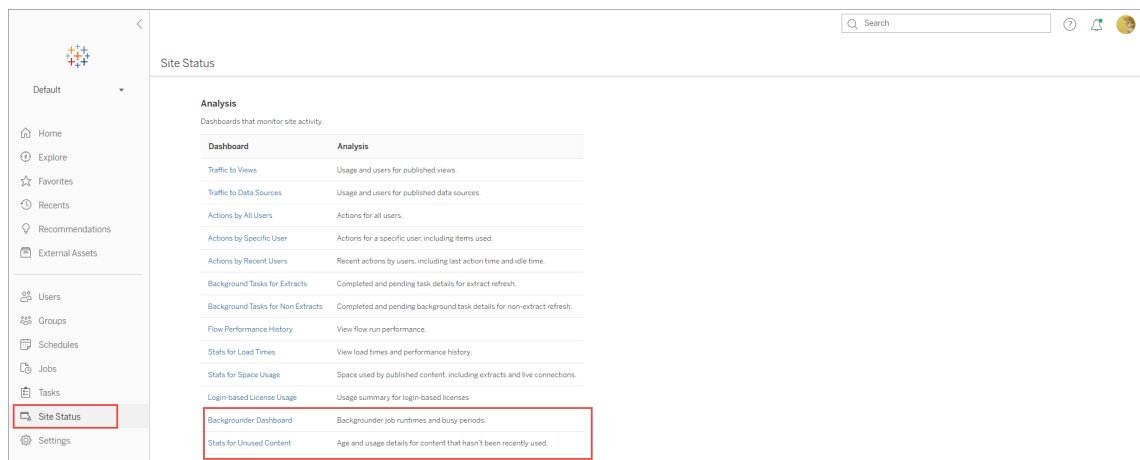 Search
Site Status
Default
Home
Explore
Favorites
Recents
Recommendations
External Assets
Users
Groups
Schedules
Jobs
Tasks
Site Status
Settings
Analysis
Dashboards that monitor site activity.
Dashboard Analysis
Traffic to Views Usage and users for published views.
Traffic to Data Sources Usage and users for published data sources.
Actions by All Users Actions for all users.
Actions by Specific User Actions for a specific user, including items used.
Actions by Recent Users Recent actions by users, including last action time and idle time.
Background Tasks for Extracts Completed and pending task details for extract refresh.
Background Tasks for Non Extracts Completed and pending background task details for non-extract refresh.
Flow Performance History View flow run performance.
Stats for Load Times View load times and performance history.
Stats for Space Usage Space used by published content, including extracts and live connections.
Login-based License Usage Usage summary for login-based licenses
Backgrounder Dashboard Backgrounder job runtimes and busy periods.
Stats for Unused Content Age and usage details for content that hasn't been recently used.